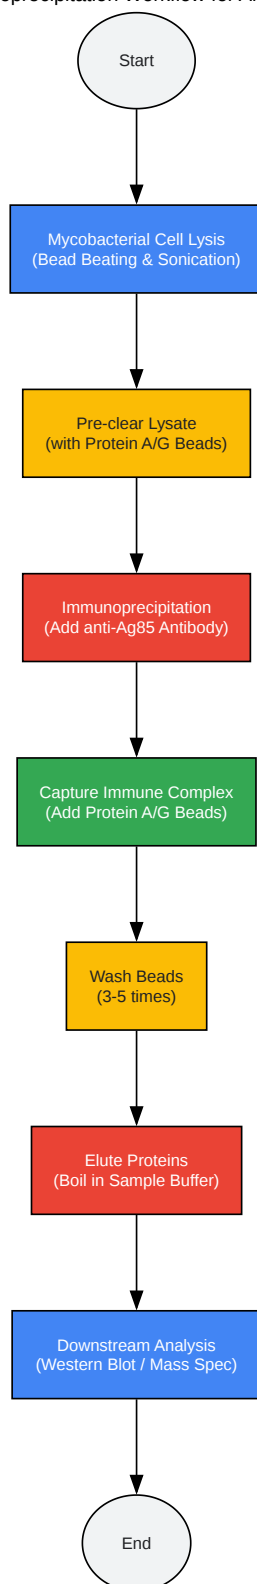 Workflow for
Start
Mycobacterial Cell Lysis
(Bead Beating & Sonication)
Pre-clear Lysate
(with Protein A/G Beads)
Immunoprecipitation
(Add anti-Ag85 Antibody)
Capture Immune Complex
(Add Protein A/G Beads)
Wash Beads
(3-5 times)
Elute Proteins
(Boil in Sample Buffer)
Downstream Analysis
(Western Blot / Mass Spec)
End